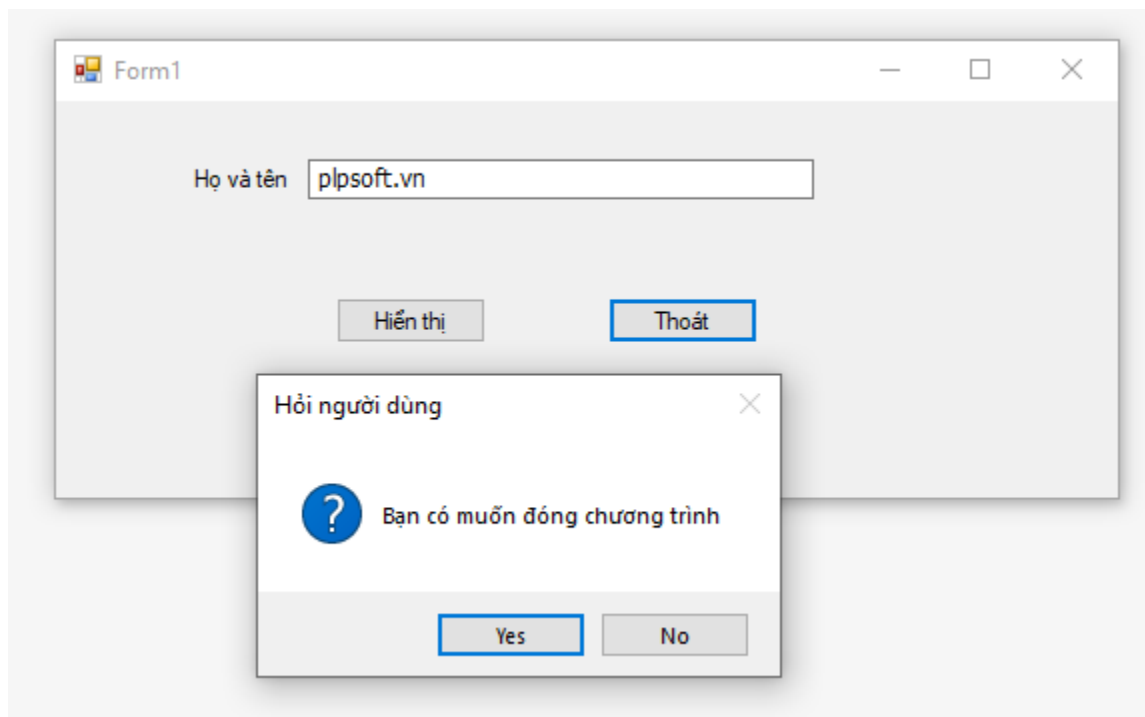 Form1
Họ và tên plpsoft.vn
Hiển thị Thoát
Hỏi người dùng
Bạn có muốn đóng chương trình
Yes No